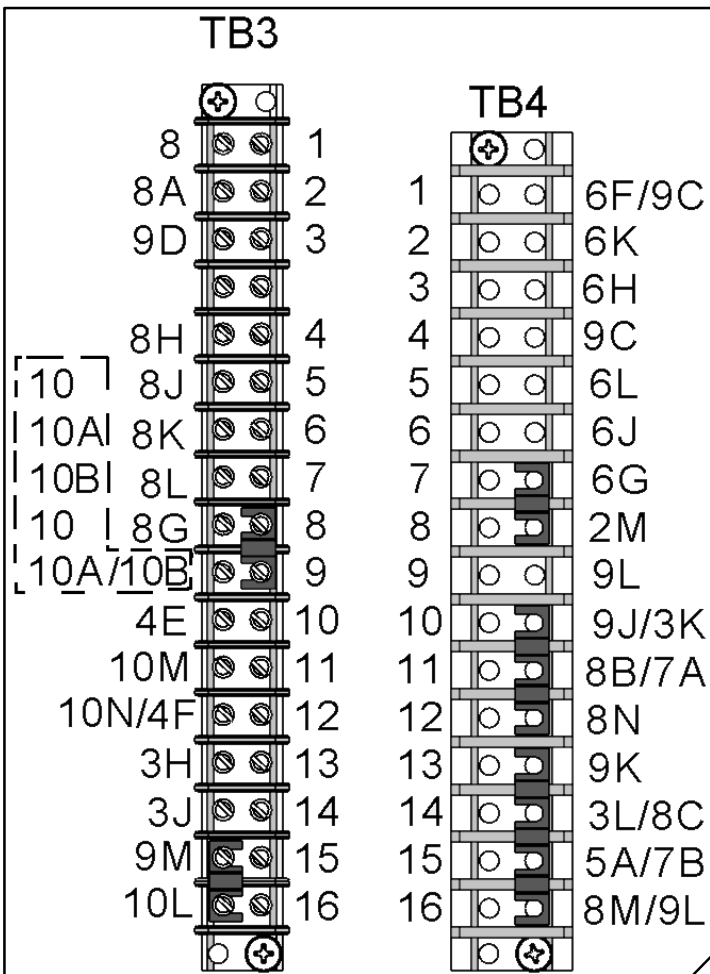 TB3
TB4
8 1
8A 2 1 6F/9C
9D 3 2 6K
3 6H
8H 4 4 9C
10 8J 5 5 6L
10A 8K 6 6 6J
10B 8L 7 7 6G
10 8G 8 8 2M
10A/10B 9 9 9L
4E 10 10 9J/3K
10M 11 11 8B/7A
10N/4F 12 12 8N
3H 13 13 9K
3J 14 14 3L/8C
9M 15 15 5A/7B
10L 16 16 8M/9L